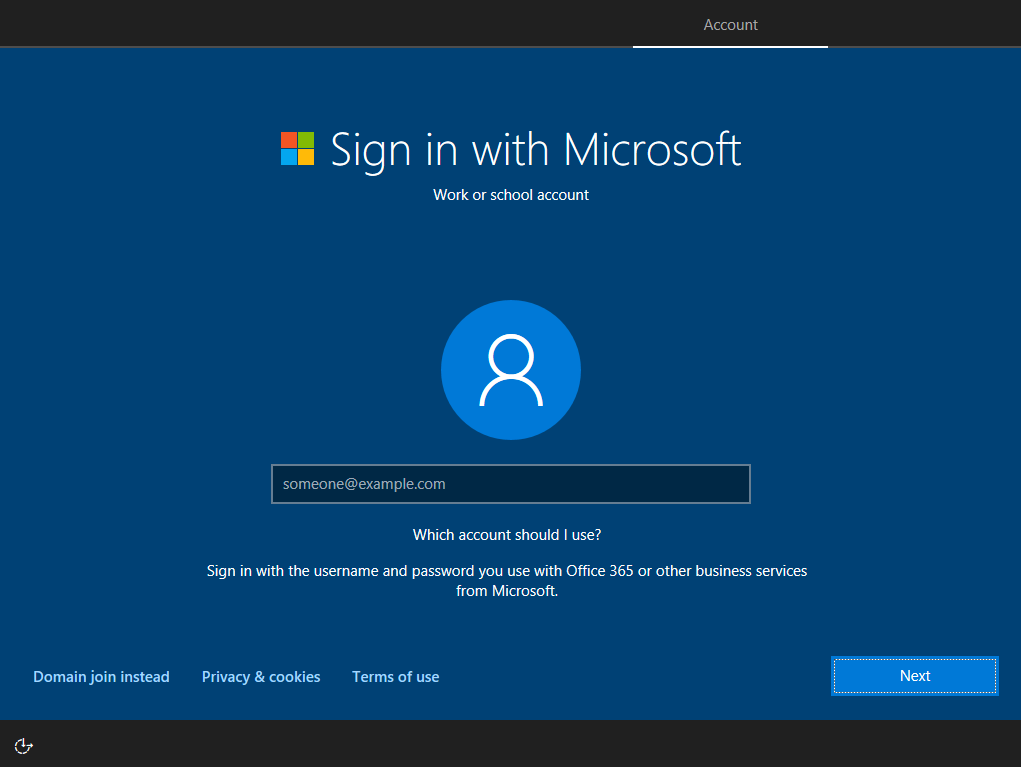 Account
Sign in with Microsoft
Work or school account
someone@example.com
Which account should I use?
Sign in with the username and password you use with Office 365 or other business services
from Microsoft.
Domain join instead
Privacy & cookies
Terms of use
Next